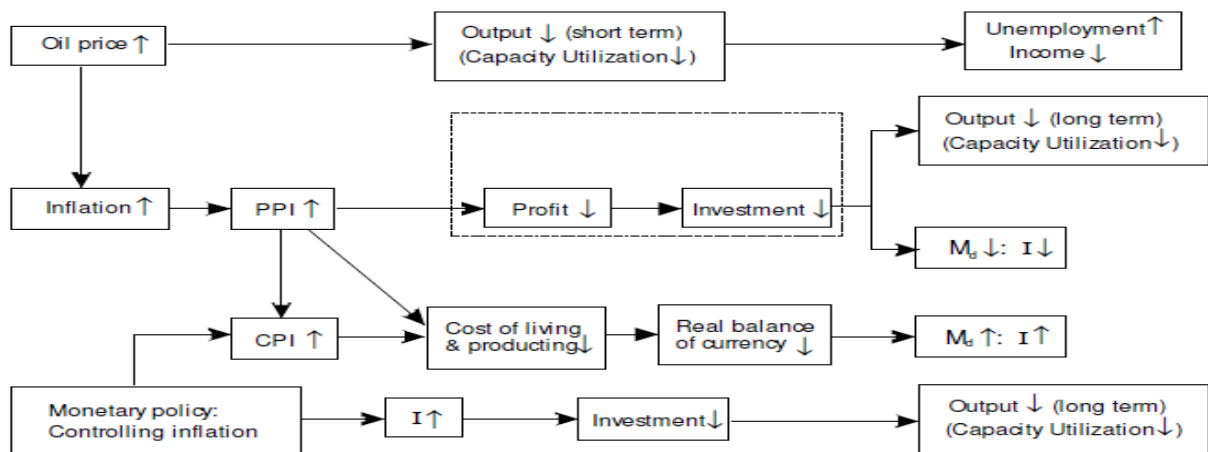 Oil price ↑
Output ↓ (short term)
(Capacity Utilization↓)
Unemployment↑
Income ↓
Output ↓ (long term)
(Capacity Utilization↓)
Inflation ↑
PPI ↑
Profit ↓
Investment ↓
Md ↓: I↓
CPI ↑
Cost of living
& producting↓
Real balance
of currency ↓
Md ↑: I↑
Monetary policy:
Controlling inflation
I↑
Investment↓
Output ↓ (long term)
(Capacity Utilization↓)